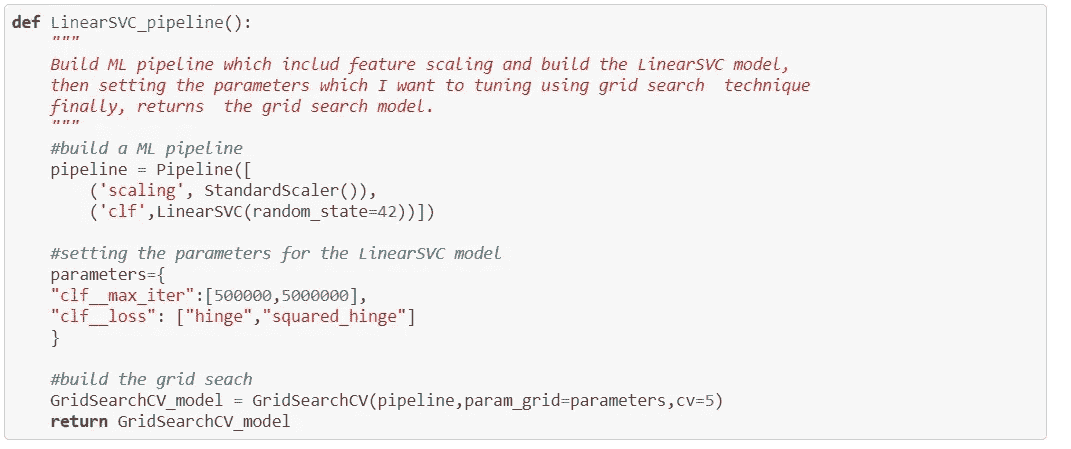 def LinearSVC_pipeline():
    """
    Build ML pipeline which includ feature scaling and build the LinearSVC model,
    then setting the parameters which I want to tuning using grid search  technique
    finally, returns  the grid search model.
    """
    #build a ML pipeline
    pipeline = Pipeline([
        ('scaling', StandardScaler()),
        ('clf',LinearSVC(random_state=42))])

    #setting the parameters for the LinearSVC model
    parameters={
    "clf__max_iter":[500000,5000000],
    "clf__loss": ["hinge","squared_hinge"]
    }

    #build the grid seach
    GridSearchCV_model = GridSearchCV(pipeline,param_grid=parameters,cv=5)
    return GridSearchCV_model